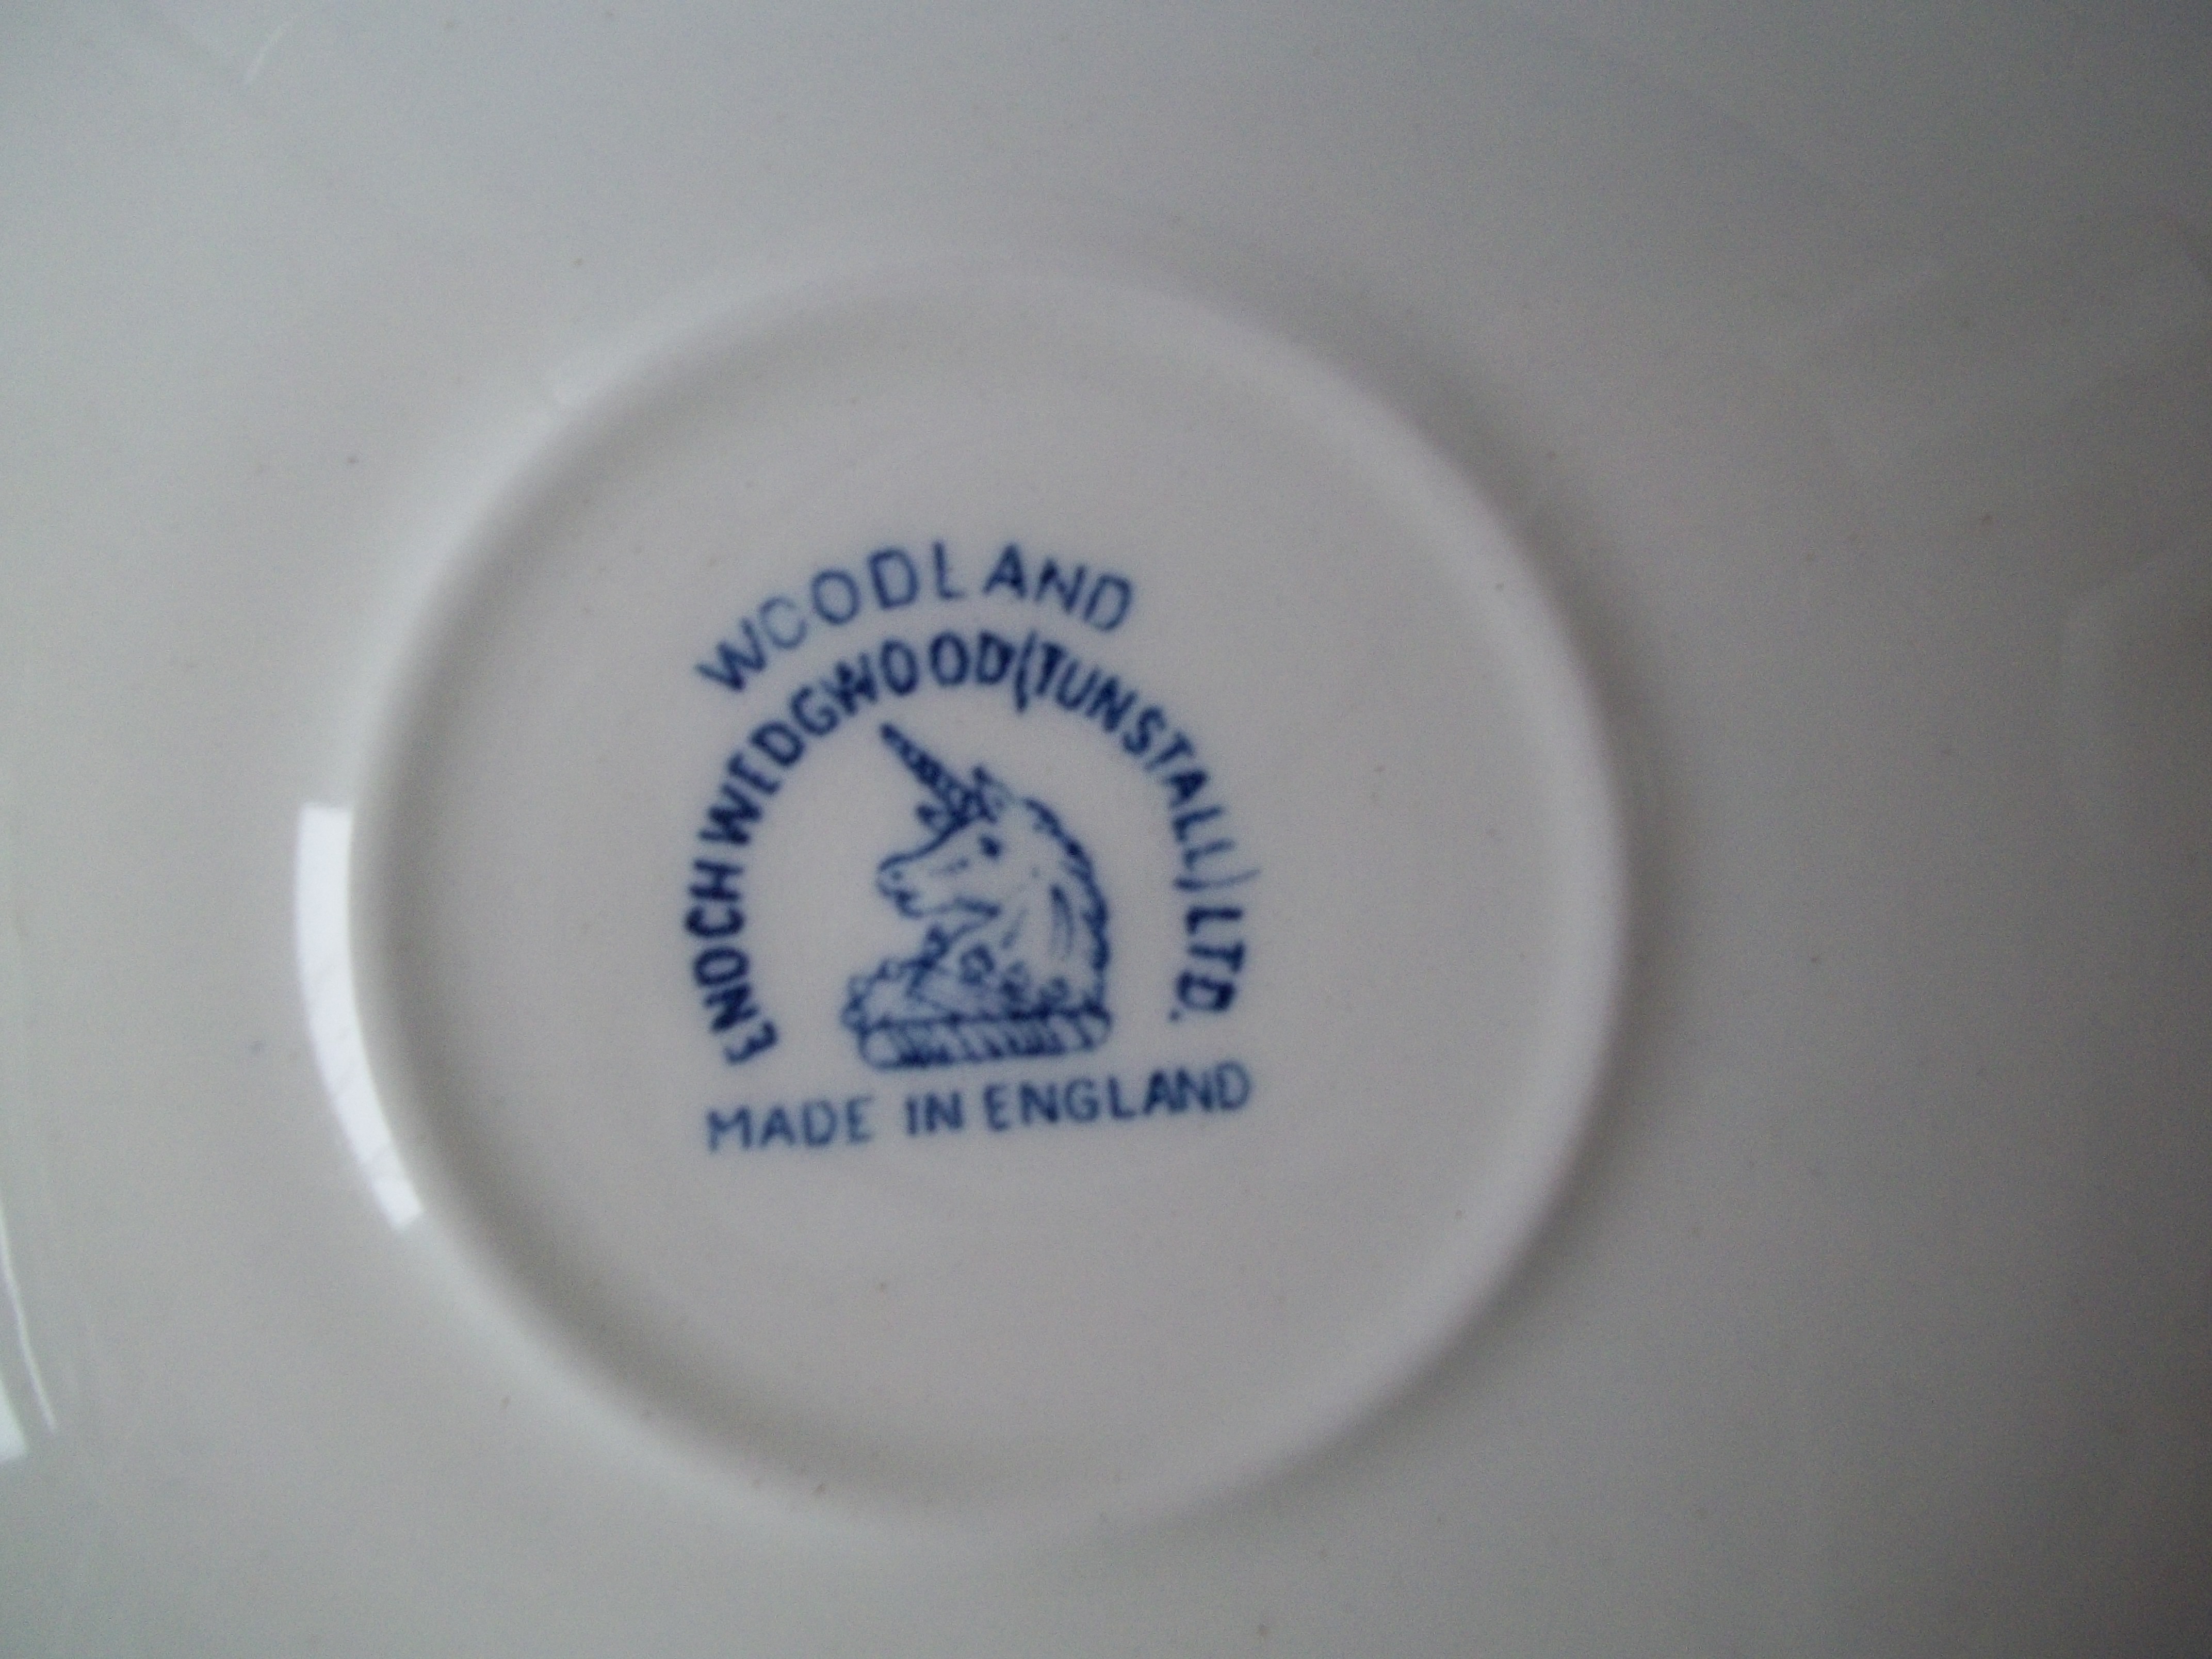 WOODLAND
ENOCH WEDGWOOD (TUNSTALL) LTD.
MADE IN ENGLAND